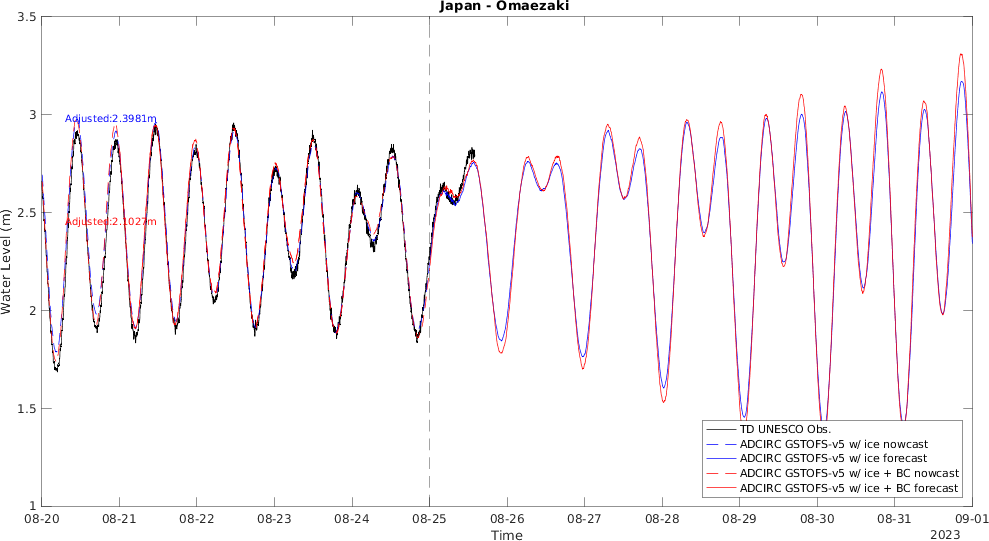 Japan - Omaezaki
3.5
3
2.5
2
1.5
1
Water Level (m)
Adjusted:2.3981m
Adjusted:2.1027m
TD UNESCO Obs.
ADCIRC GSTOFS-v5 w/ ice nowcast
ADCIRC GSTOFS-v5 w/ ice forecast
ADCIRC GSTOFS-v5 w/ ice + BC nowcast
ADCIRC GSTOFS-v5 w/ ice + BC forecast
08-20 08-21 08-22 08-23 08-24 08-25 08-26 08-27 08-28 08-29 08-30 08-31 09-01
Time
2023